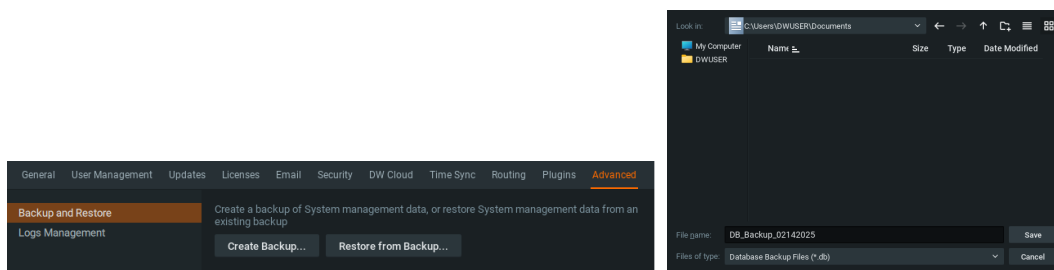 General User Management Updates Licenses Email Security DW Cloud Time Sync Routing Plugins Advanced
Backup and Restore
Logs Management
Create a backup of System management data, or restore System management data from an
existing backup
Create Backup... Restore from Backup...
Look in: C:\Users\DWUSER\Documents
My Computer
DWUSER
Name Size Type Date Modified
File name: DB_Backup_02142025 Save
Files of type: Database Backup Files (*.db) Cancel